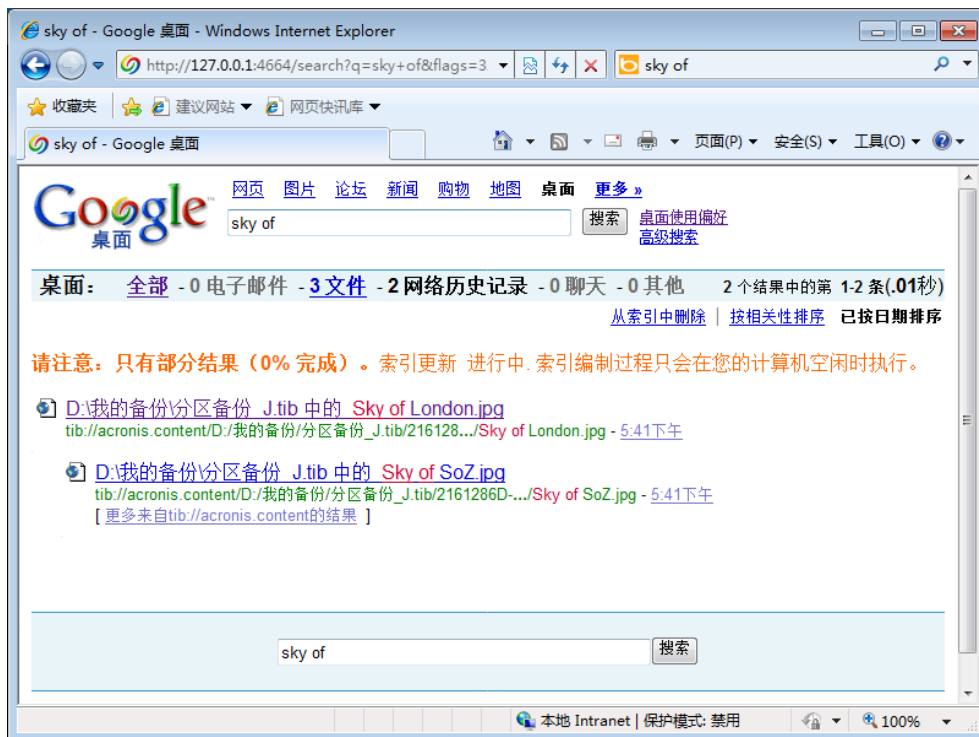 sky of - Google 桌面 - Windows Internet Explorer
http://127.0.0.1:4664/search?q=sky+of&flags=3. sky of
收藏夹 建议网站 网页快讯库
sky of - Google 桌面 页面(P) 安全(S) 工具(O)
Google 桌面 网页 图片 论坛 新闻 购物 地图 桌面 更多 »
sky of 搜索 桌面使用偏好
高级搜索
桌面: 全部 - 0 电子邮件 - 3 文件 - 2 网络历史记录 - 0 聊天 - 0 其他 2 个结果中的第 1-2 条(.01秒)
从索引中删除 | 按相关性排序 已按日期排序
请注意:只有部分结果(0% 完成)。索引更新 进行中. 索引编制过程只会在您的计算机空闲时执行。
D:\我的备份\分区备份_J.tib 中的 Sky of London.jpg
tib://acronis.content/D:/我的备份/分区备份_J.tib/216128.../Sky of London.jpg - 5:41下午
D:\我的备份\分区备份_J.tib 中的 Sky of SoZ.jpg
tib://acronis.content/D:/我的备份/分区备份_J.tib/2161286D-.../Sky of SoZ.jpg - 5:41下午
[ 更多来自tib://acronis.content的结果 ]
sky of 搜索
本地 Intranet | 保护模式: 禁用 100%